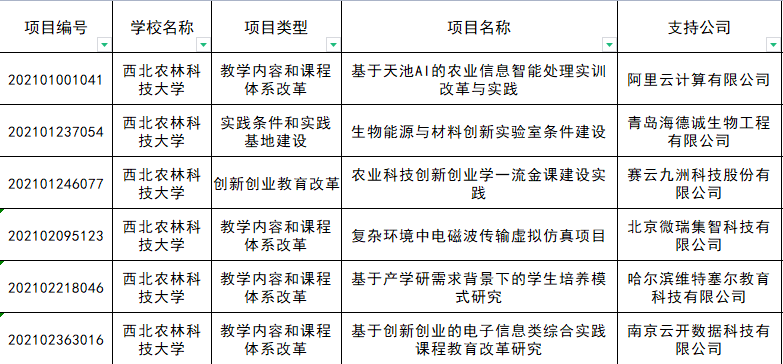 项目编号 学校名称 项目类型 项目名称 支持公司
202101001041 西北农林科 教学内容和课程 基于天池AI的农业信息智能处理实训 阿里云计算有限公司
技大学 体系改革 改革与实践
202101237054 西北农林科 实践条件和实践 生物能源与材料创新实验室条件建设 青岛海德诚生物工程
技大学 基地建设 有限公司
202101246077 西北农林科 创新创业教育改革 农业科技创新创业学一流金课建设实 赛云九洲科技股份有
技大学 践 限公司
202102095123 西北农林科 教学内容和课程 复杂环境中电磁波传输虚拟仿真项目 北京微瑞集智科技有
技大学 体系改革 限公司
202102218046 西北农林科 教学内容和课程 基于产学研需求背景下的学生培养模 哈尔滨维特塞尔教育
技大学 体系改革 式研究 科技有限公司
202102363016 西北农林科 教学内容和课程 基于创新创业的电子信息类综合实践 南京云开数据科技有
技大学 体系改革 课程教育改革研究 限公司